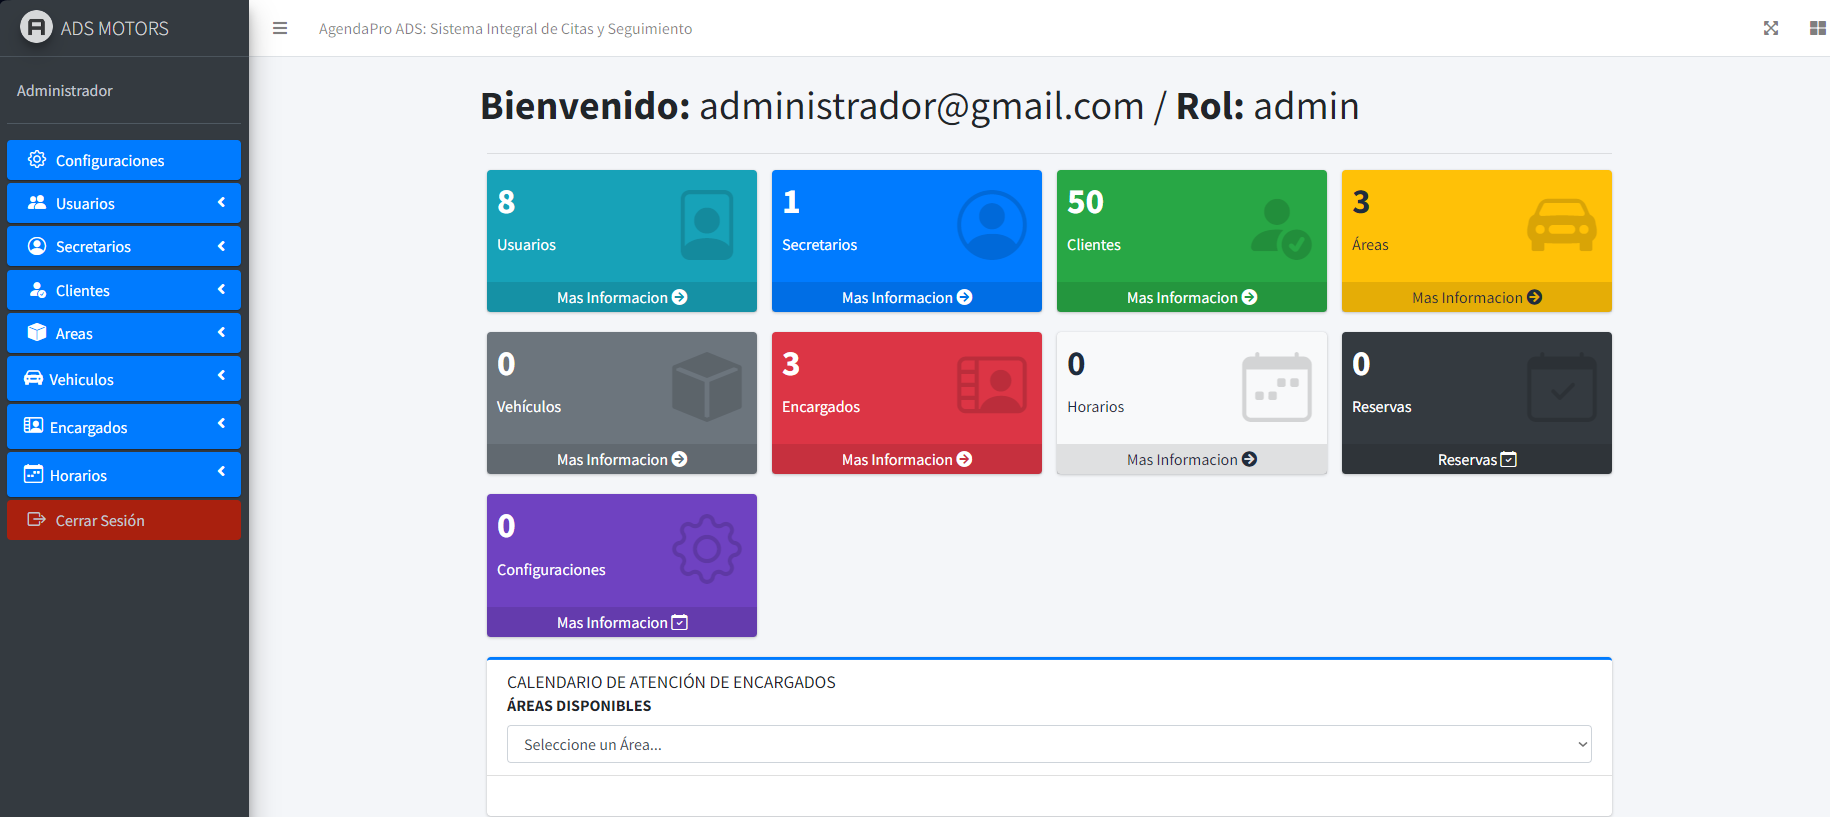 ADS MOTORS
AgendaPro ADS: Sistema Integral de Citas y Seguimiento
Administrador
Configuraciones
Usuarios
Secretarios
Clientes
Areas
Vehiculos
Encargados
Horarios
Cerrar Sesión
Bienvenido: administrador@gmail.com / Rol: admin
8
Usuarios
Mas Informacion
1
Secretarios
Mas Informacion
50
Clientes
Mas Informacion
3
Áreas
Mas Informacion
0
Vehículos
Mas Informacion
3
Encargados
Mas Informacion
0
Horarios
Mas Informacion
0
Reservas
Reservas
0
Configuraciones
Mas Informacion
CALENDARIO DE ATENCIÓN DE ENCARGADOS
ÁREAS DISPONIBLES
Seleccione un Área...